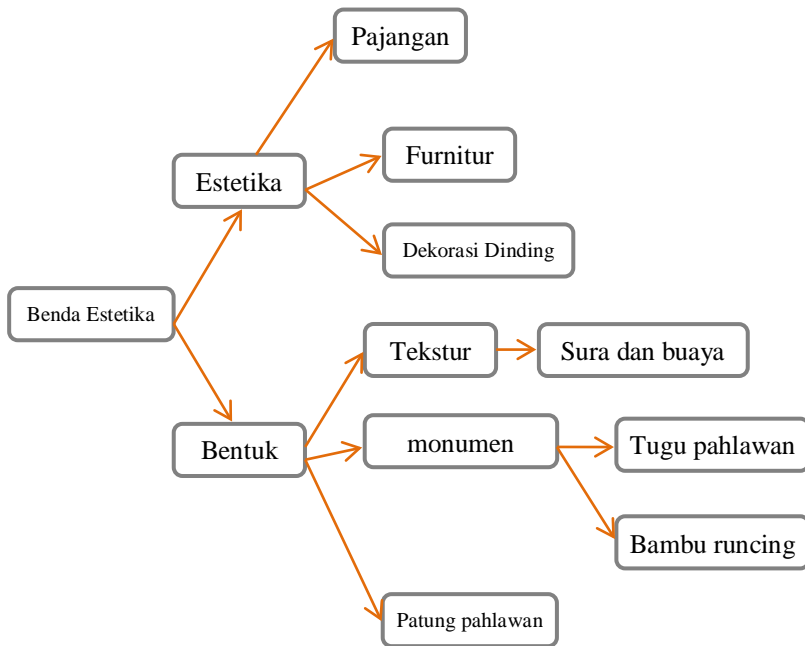 Pajangan
Furnitur
Estetika
Dekorasi Dinding
Benda Estetika
Tekstur
Sura dan buaya
Bentuk
monumen
Tugu pahlawan
Bambu runcing
Patung pahlawan